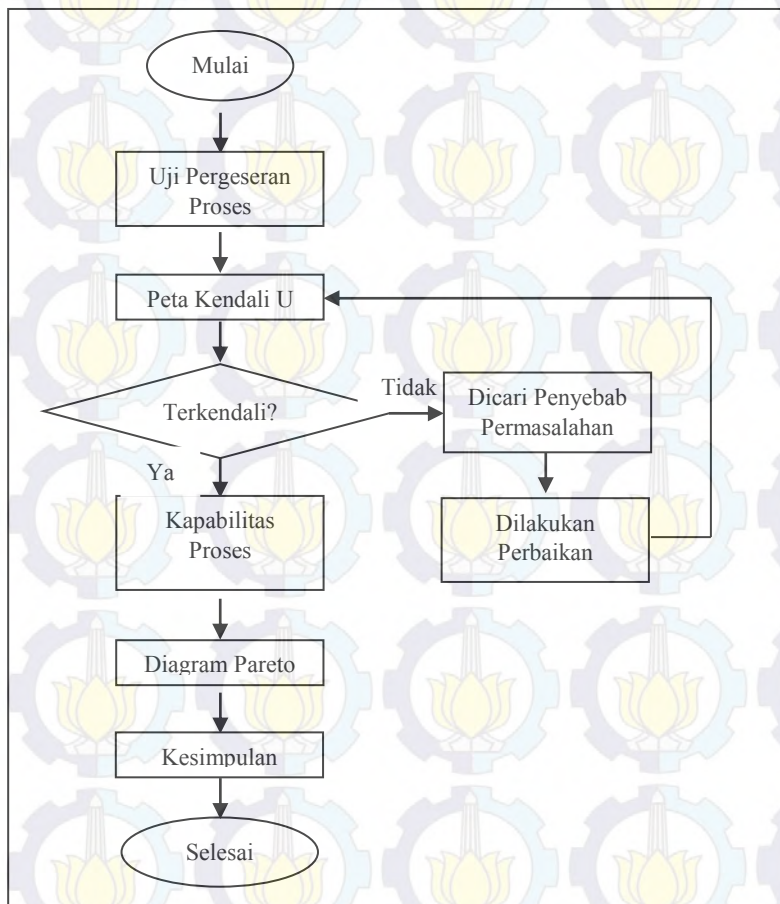 Mulai
Uji Pergeseran
Proses
Peta Kendali U
Terkendali?
Tidak
Dicari Penyebab
Permasalahan
Dilakukan
Perbaikan
Ya
Kapabilitas
Proses
Diagram Pareto
Kesimpulan
Selesai